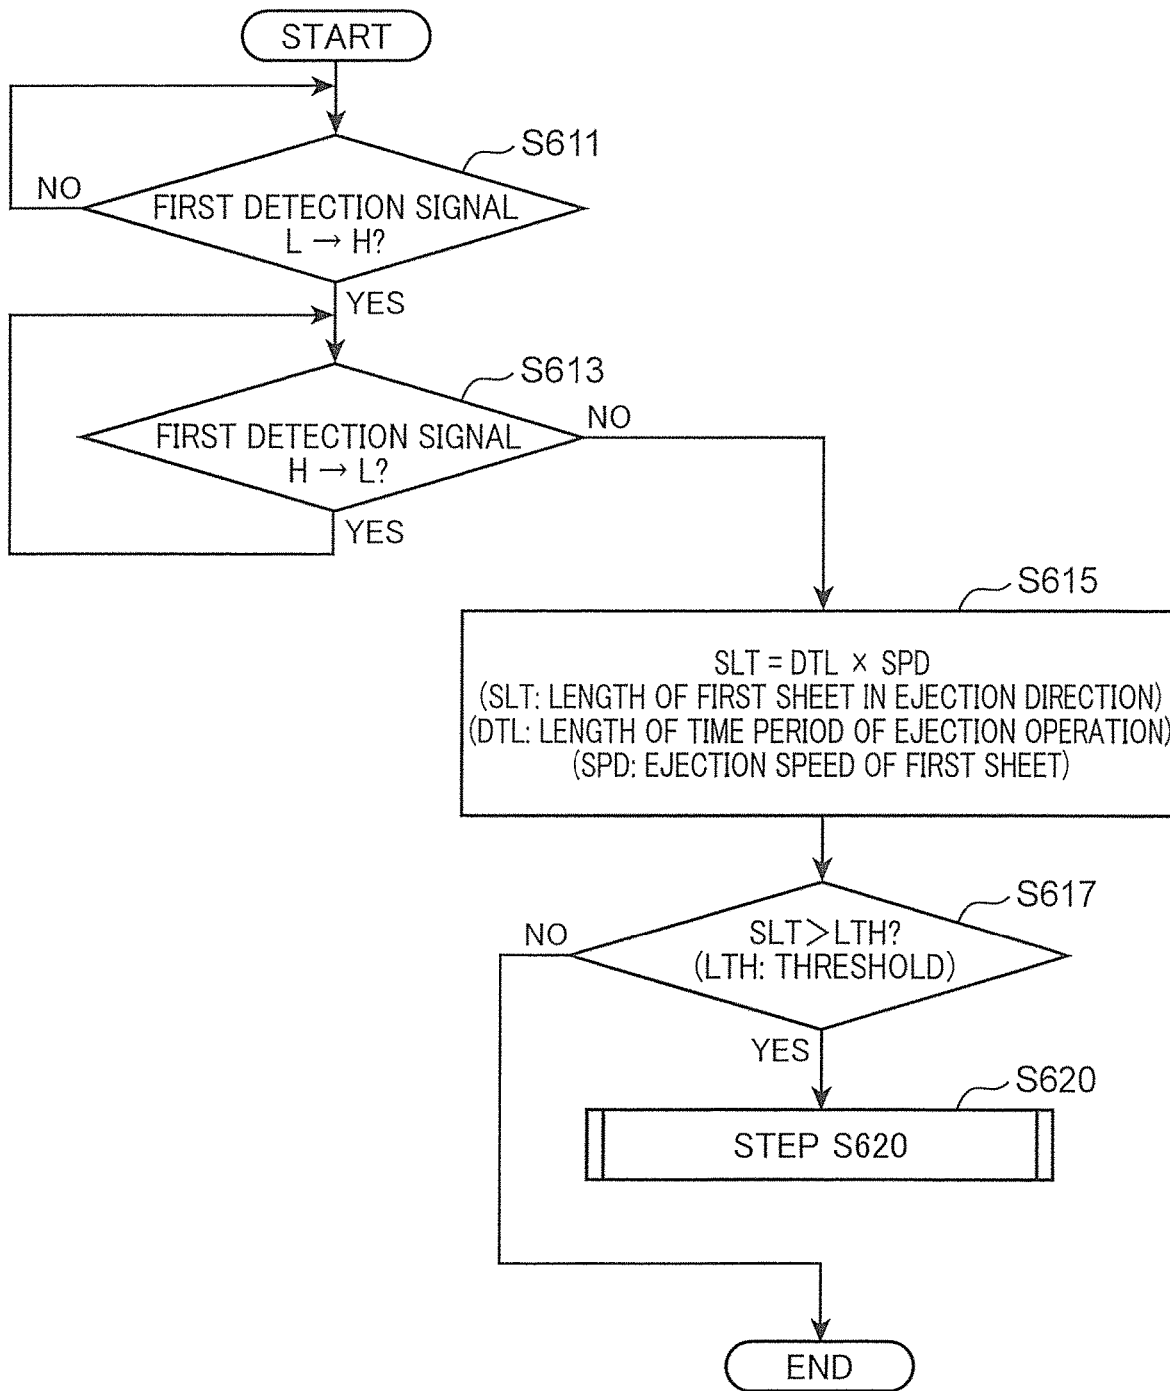 START
S611
NO
FIRST DETECTION SIGNAL
L → H?
YES
S613
NO
FIRST DETECTION SIGNAL
H → L?
YES
S615
SLT = DTL × SPD
(SLT: LENGTH OF FIRST SHEET IN EJECTION DIRECTION)
(DTL: LENGTH OF TIME PERIOD OF EJECTION OPERATION)
(SPD: EJECTION SPEED OF FIRST SHEET)
S617
NO
SLT>LTH?
(LTH: THRESHOLD)
YES
S620
STEP S620
END